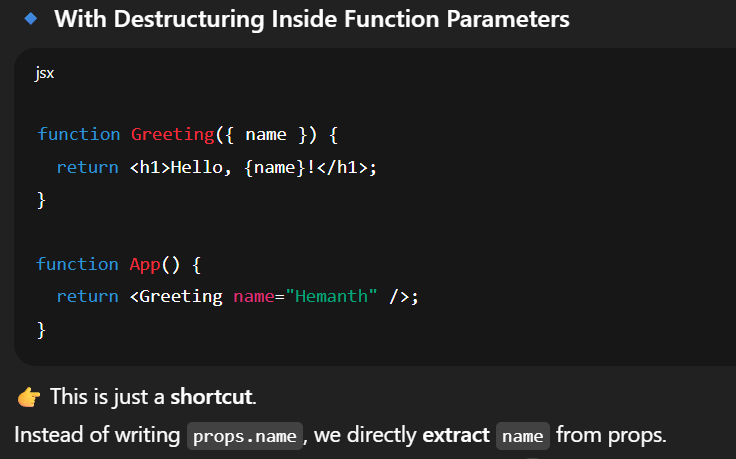 🔹 With Destructuring Inside Function Parameters
jsx
function Greeting({ name }) {
  return <h1>Hello, {name}!</h1>;
}
function App() {
  return <Greeting name="Hemanth" />;
}
👉 This is just a shortcut.
Instead of writing props.name, we directly extract name from props.